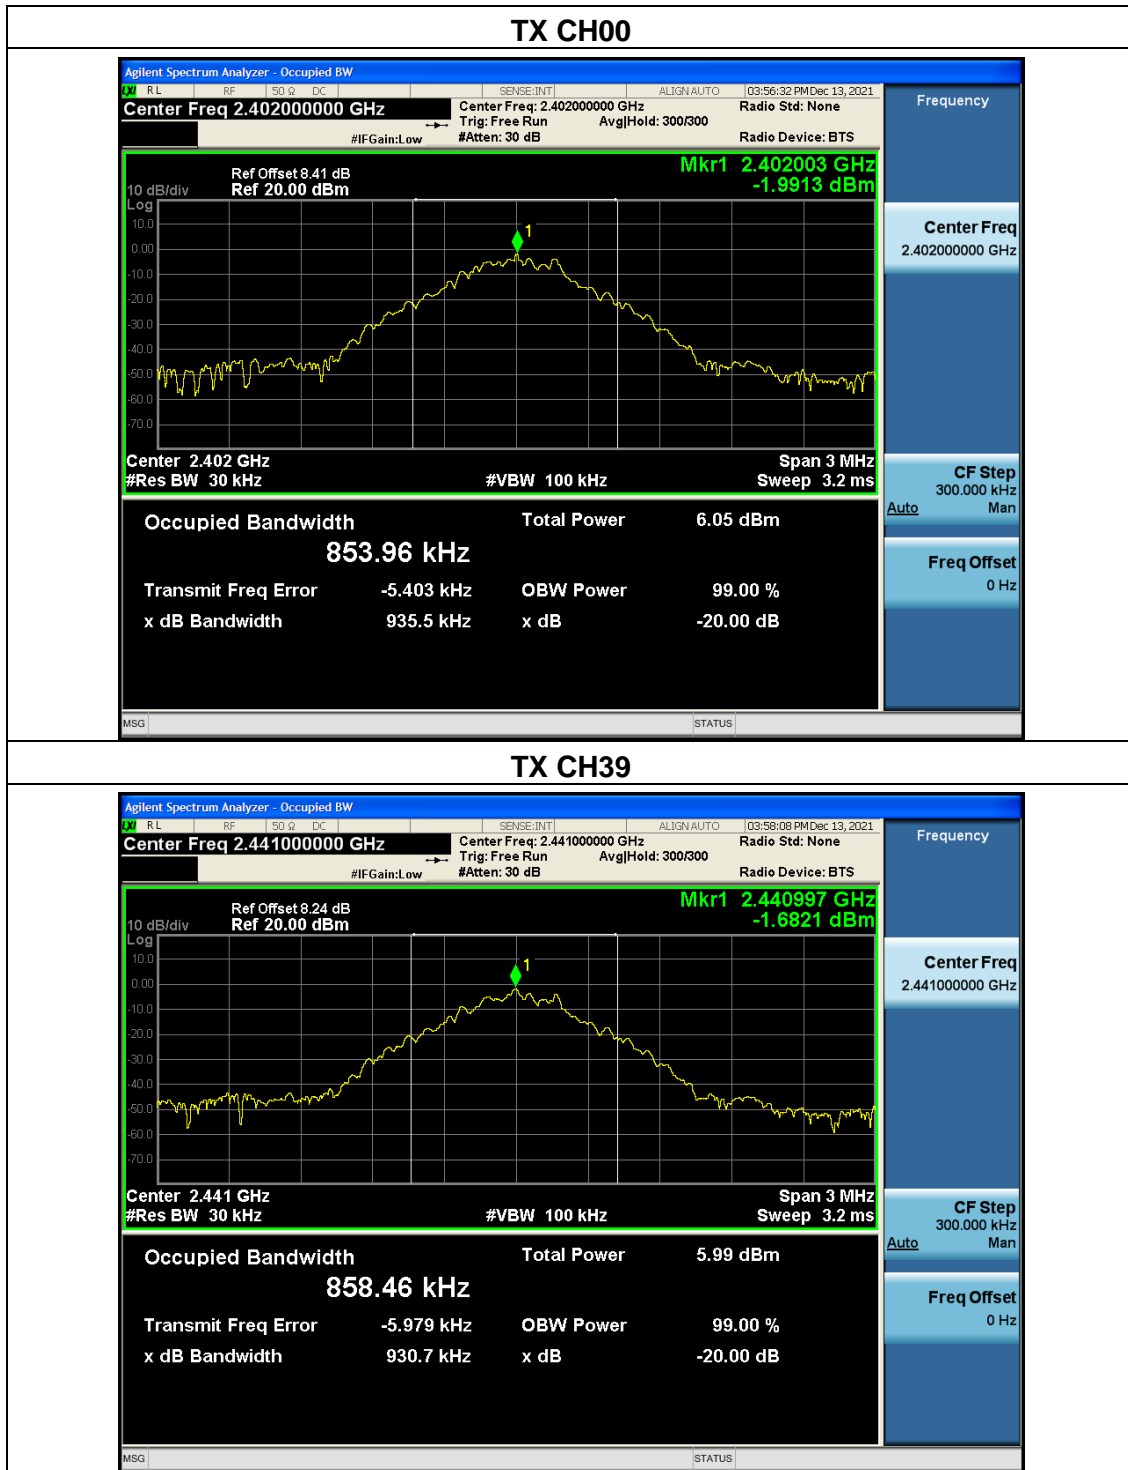 TX CH00
Agilent Spectrum Analyzer - Occupied BW
LXI RL RF 50 Ω DC SENSE:INT ALIGN AUTO 03:56:32 PM Dec 13, 2021
Center Freq 2.402000000 GHz
Center Freq: 2.402000000 GHz Radio Std: None
Trig: Free Run Avg|Hold: 300/300
#IFGain:Low #Atten: 30 dB Radio Device: BTS
Frequency
Mkr1 2.402003 GHz
-1.9913 dBm
Ref Offset 8.41 dB
10 dB/div Ref 20.00 dBm
Log
10.0
0.00
-10.0
-20.0
-30.0
-40.0
-50.0
-60.0
-70.0
1
Center 2.402 GHz Span 3 MHz
#Res BW 30 kHz #VBW 100 kHz Sweep 3.2 ms
Center Freq
2.402000000 GHz
CF Step
300.000 kHz
Auto Man
Freq Offset
0 Hz
Occupied Bandwidth Total Power 6.05 dBm
853.96 kHz
Transmit Freq Error -5.403 kHz OBW Power 99.00 %
x dB Bandwidth 935.5 kHz x dB -20.00 dB
MSG STATUS
TX CH39
Agilent Spectrum Analyzer - Occupied BW
LXI RL RF 50 Ω DC SENSE:INT ALIGN AUTO 03:58:08 PM Dec 13, 2021
Center Freq 2.441000000 GHz
Center Freq: 2.441000000 GHz Radio Std: None
Trig: Free Run Avg|Hold: 300/300
#IFGain:Low #Atten: 30 dB Radio Device: BTS
Frequency
Mkr1 2.440997 GHz
-1.6821 dBm
Ref Offset 8.24 dB
10 dB/div Ref 20.00 dBm
Log
10.0
0.00
-10.0
-20.0
-30.0
-40.0
-50.0
-60.0
-70.0
1
Center 2.441 GHz Span 3 MHz
#Res BW 30 kHz #VBW 100 kHz Sweep 3.2 ms
Center Freq
2.441000000 GHz
CF Step
300.000 kHz
Auto Man
Freq Offset
0 Hz
Occupied Bandwidth Total Power 5.99 dBm
858.46 kHz
Transmit Freq Error -5.979 kHz OBW Power 99.00 %
x dB Bandwidth 930.7 kHz x dB -20.00 dB
MSG STATUS